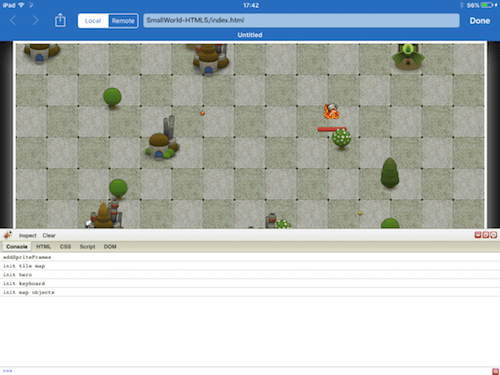 iPad 17:42 56%
Local Remote SmallWorld-HTML5/index.html Done
Untitled
Inspect Clear
Console HTML CSS Script DOM
addSpriteFrames
init tile map
init hero
init keyboard
init map objects
>>>